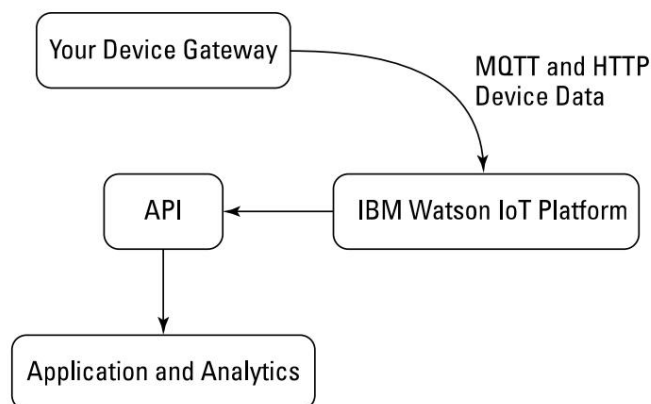 Your Device Gateway
MQTT and HTTP
Device Data
API
IBM Watson IoT Platform
Application and Analytics